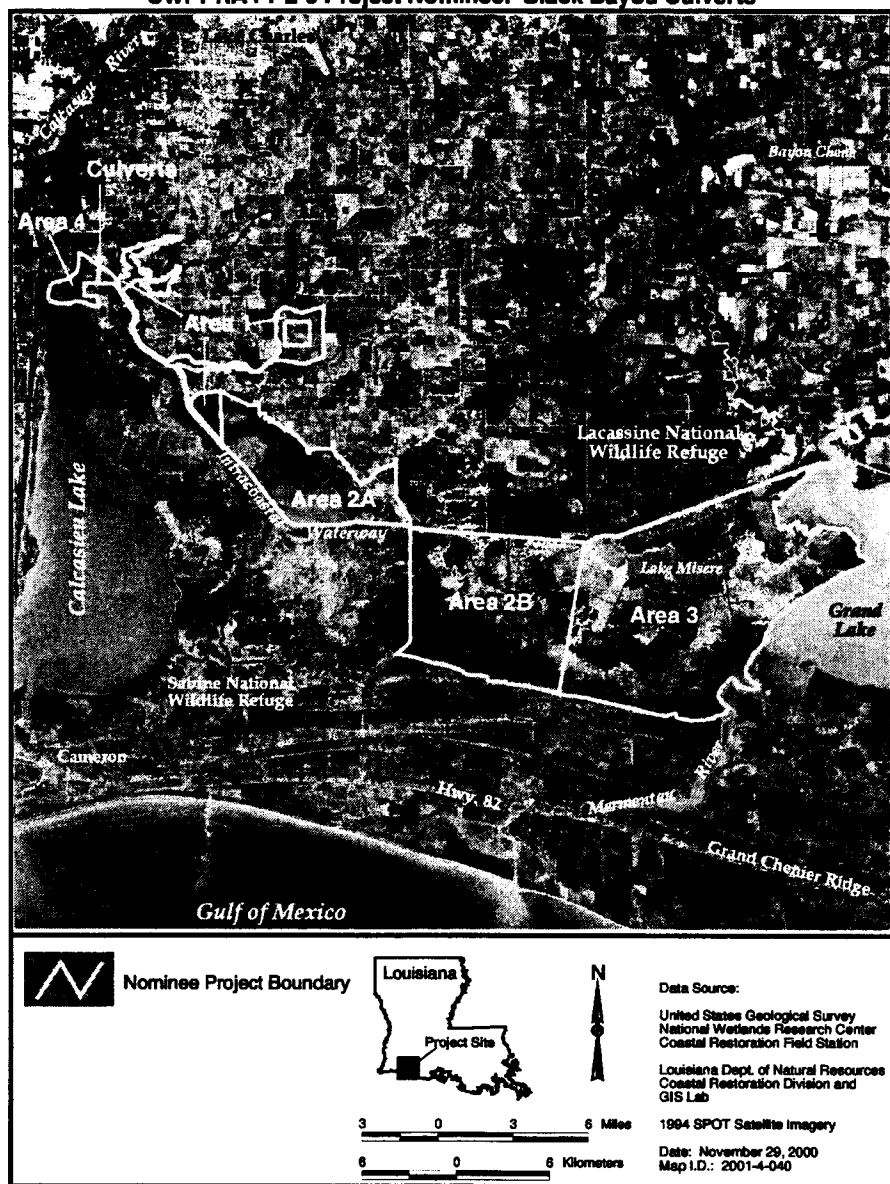 Project Nominee: Black Bayou Culverts
Lake Charles
Calcasieu River
Bayou Chene
Culverts
Area 4
Area 1
Lacassine National
Wildlife Refuge
Calcasieu Lake
Intracoastal
Waterway
Area 2A
Area 2B
Lake Misere
Area 3
Grand
Lake
Sabine National
Wildlife Refuge
Cameron
Hwy. 82
Mermentau
River
Grand Chenier Ridge
Gulf of Mexico
Nominee Project Boundary
Louisiana
Project Site
N
3 0 3 6 Miles
6 0 6 Kilometers
Data Source:
United States Geological Survey
National Wetlands Research Center
Coastal Restoration Field Station
Louisiana Dept. of Natural Resources
Coastal Restoration Division and
GIS Lab
1994 SPOT Satellite Imagery
Date: November 29, 2000
Map I.D.: 2001-4-040